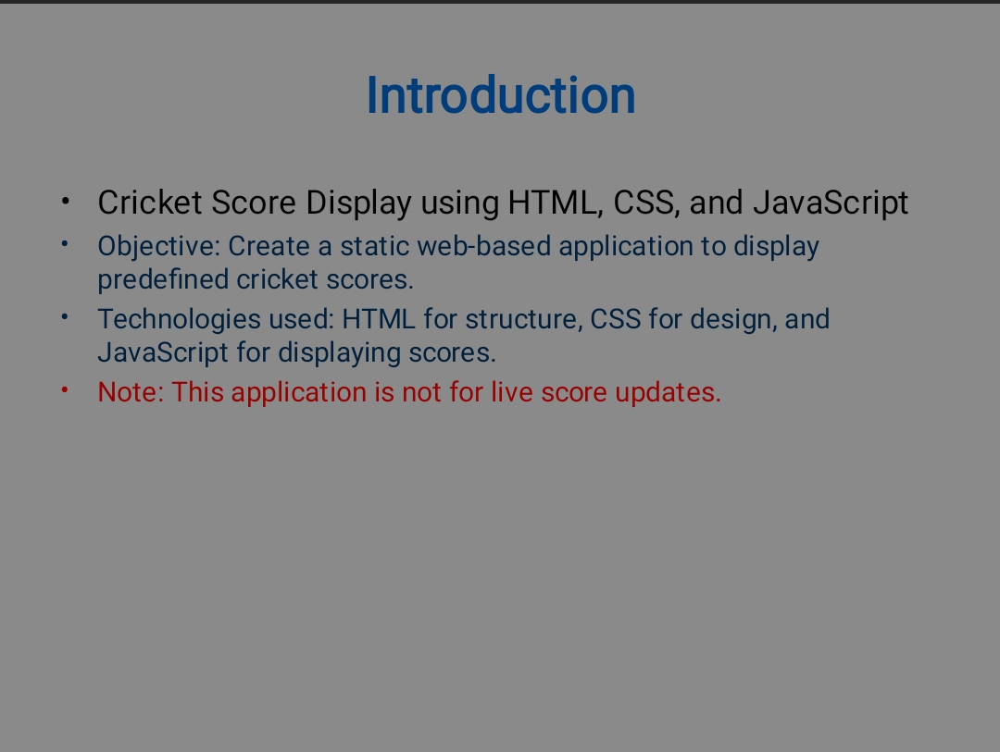 Introduction
• Cricket Score Display using HTML, CSS, and JavaScript
• Objective: Create a static web-based application to display
predefined cricket scores.
• Technologies used: HTML for structure, CSS for design, and
JavaScript for displaying scores.
• Note: This application is not for live score updates.